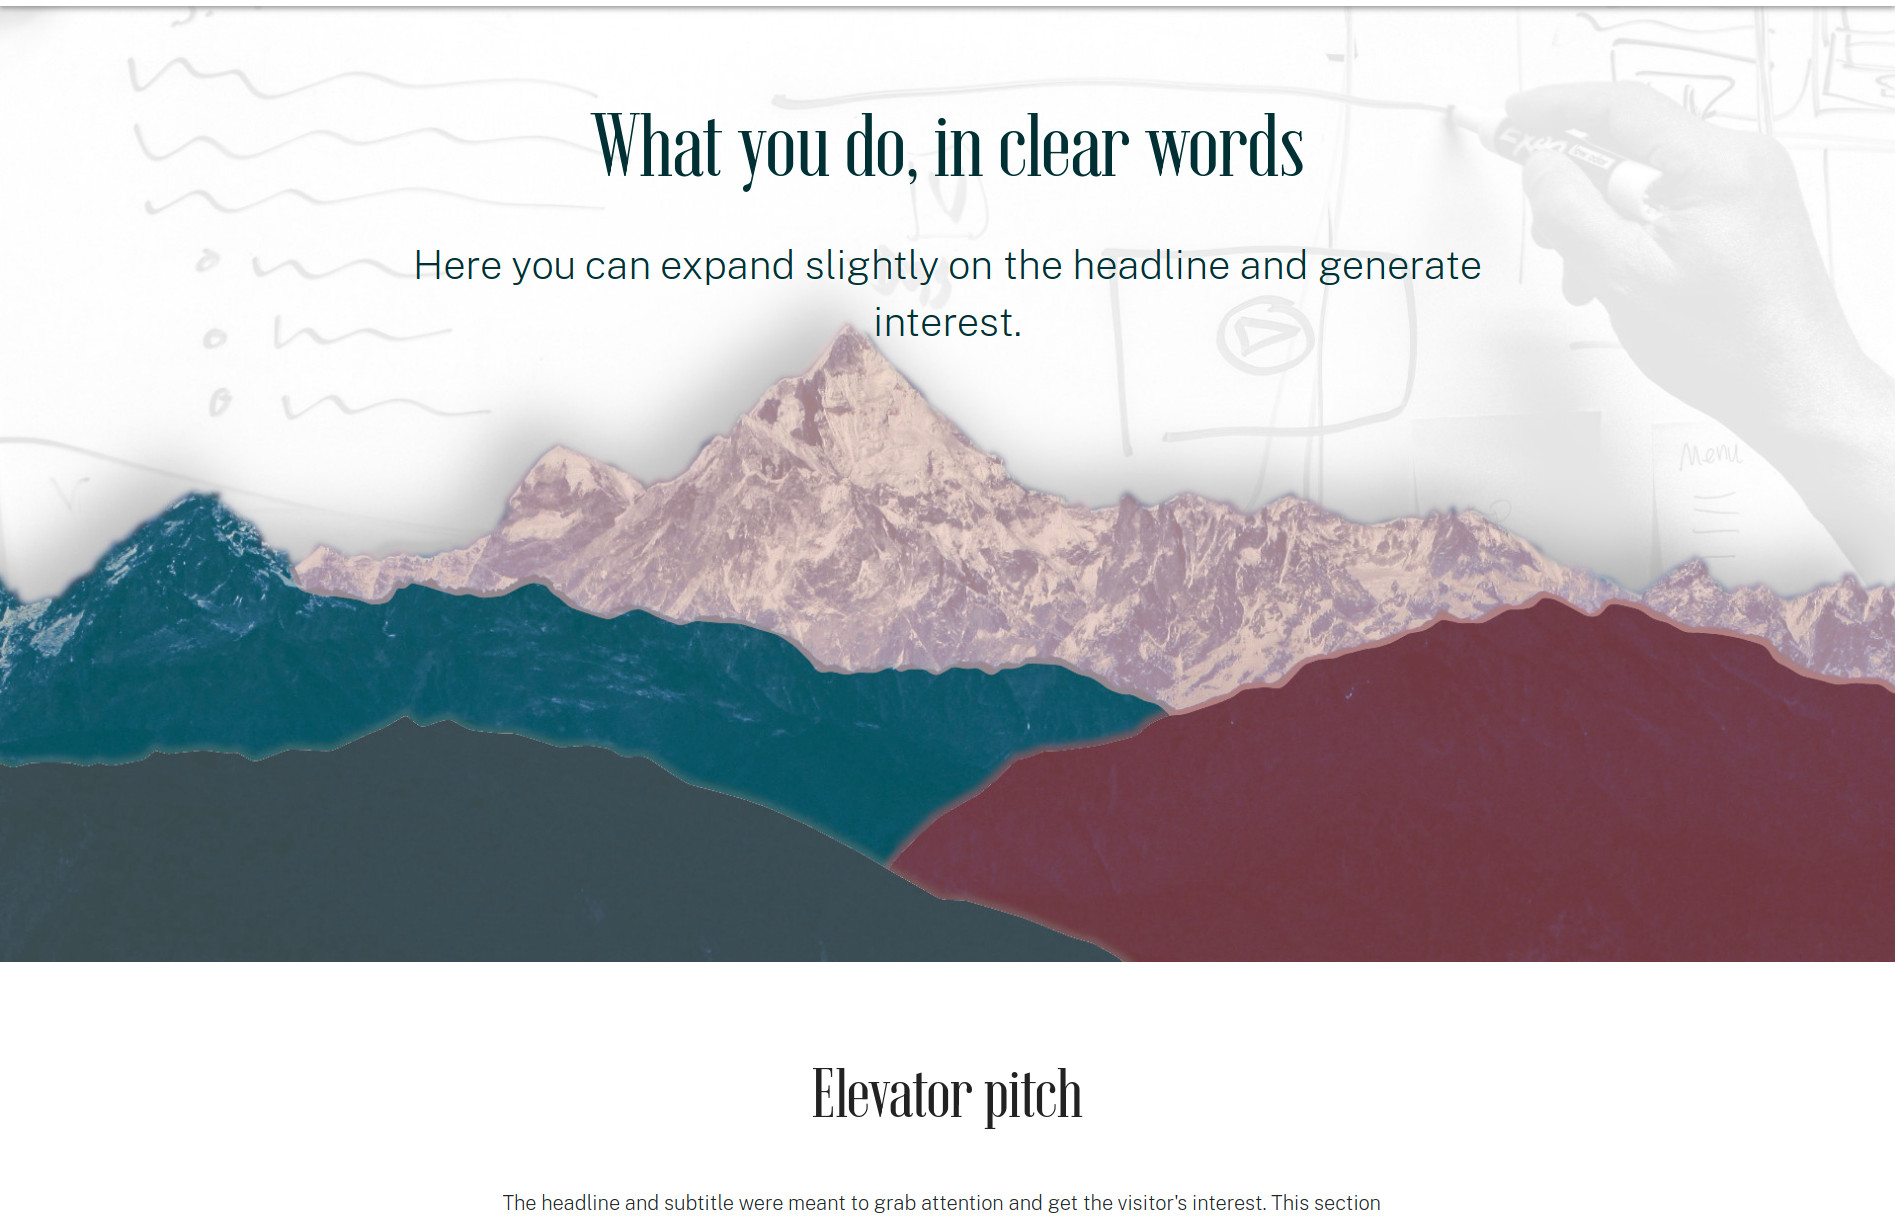 What you do, in clear words
Here you can expand slightly on the headline and generate
interest.
Menu
Elevator pitch
The headline and subtitle were meant to grab attention and get the visitor's interest. This section